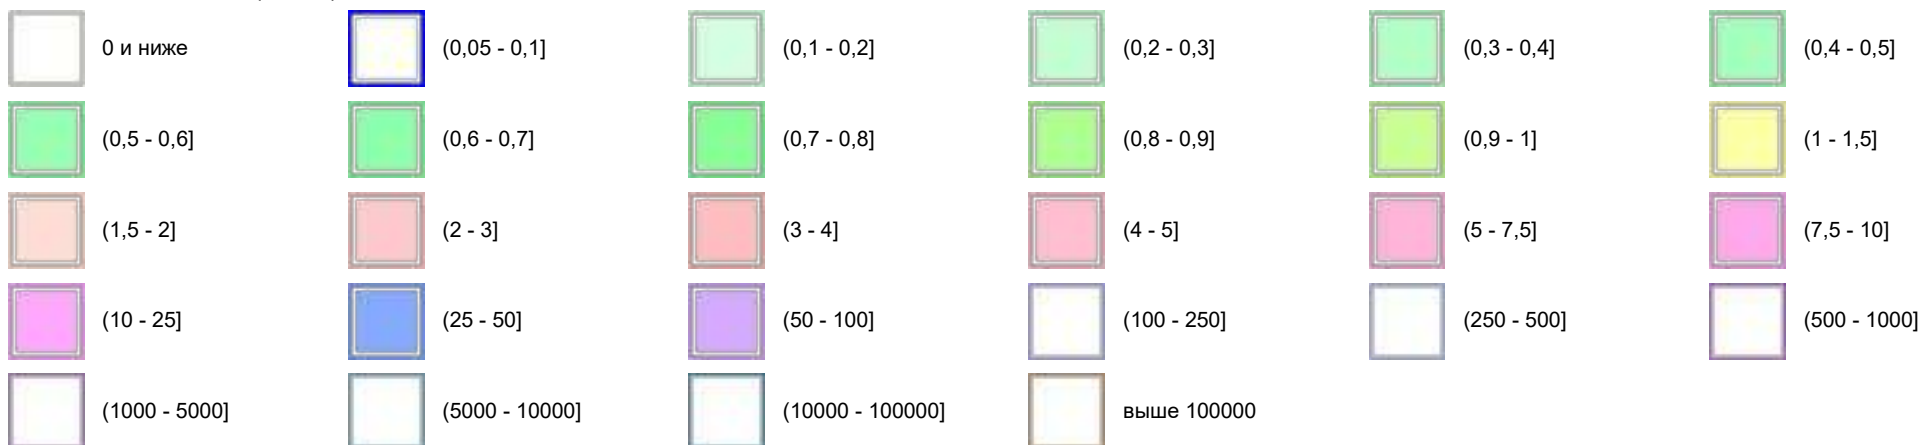 0 и ниже (0,05 - 0,1] (0,1 - 0,2] (0,2 - 0,3] (0,3 - 0,4] (0,4 - 0,5]
(0,5 - 0,6] (0,6 - 0,7] (0,7 - 0,8] (0,8 - 0,9] (0,9 - 1] (1 - 1,5]
(1,5 - 2] (2 - 3] (3 - 4] (4 - 5] (5 - 7,5] (7,5 - 10]
(10 - 25] (25 - 50] (50 - 100] (100 - 250] (250 - 500] (500 - 1000]
(1000 - 5000] (5000 - 10000] (10000 - 100000] выше 100000